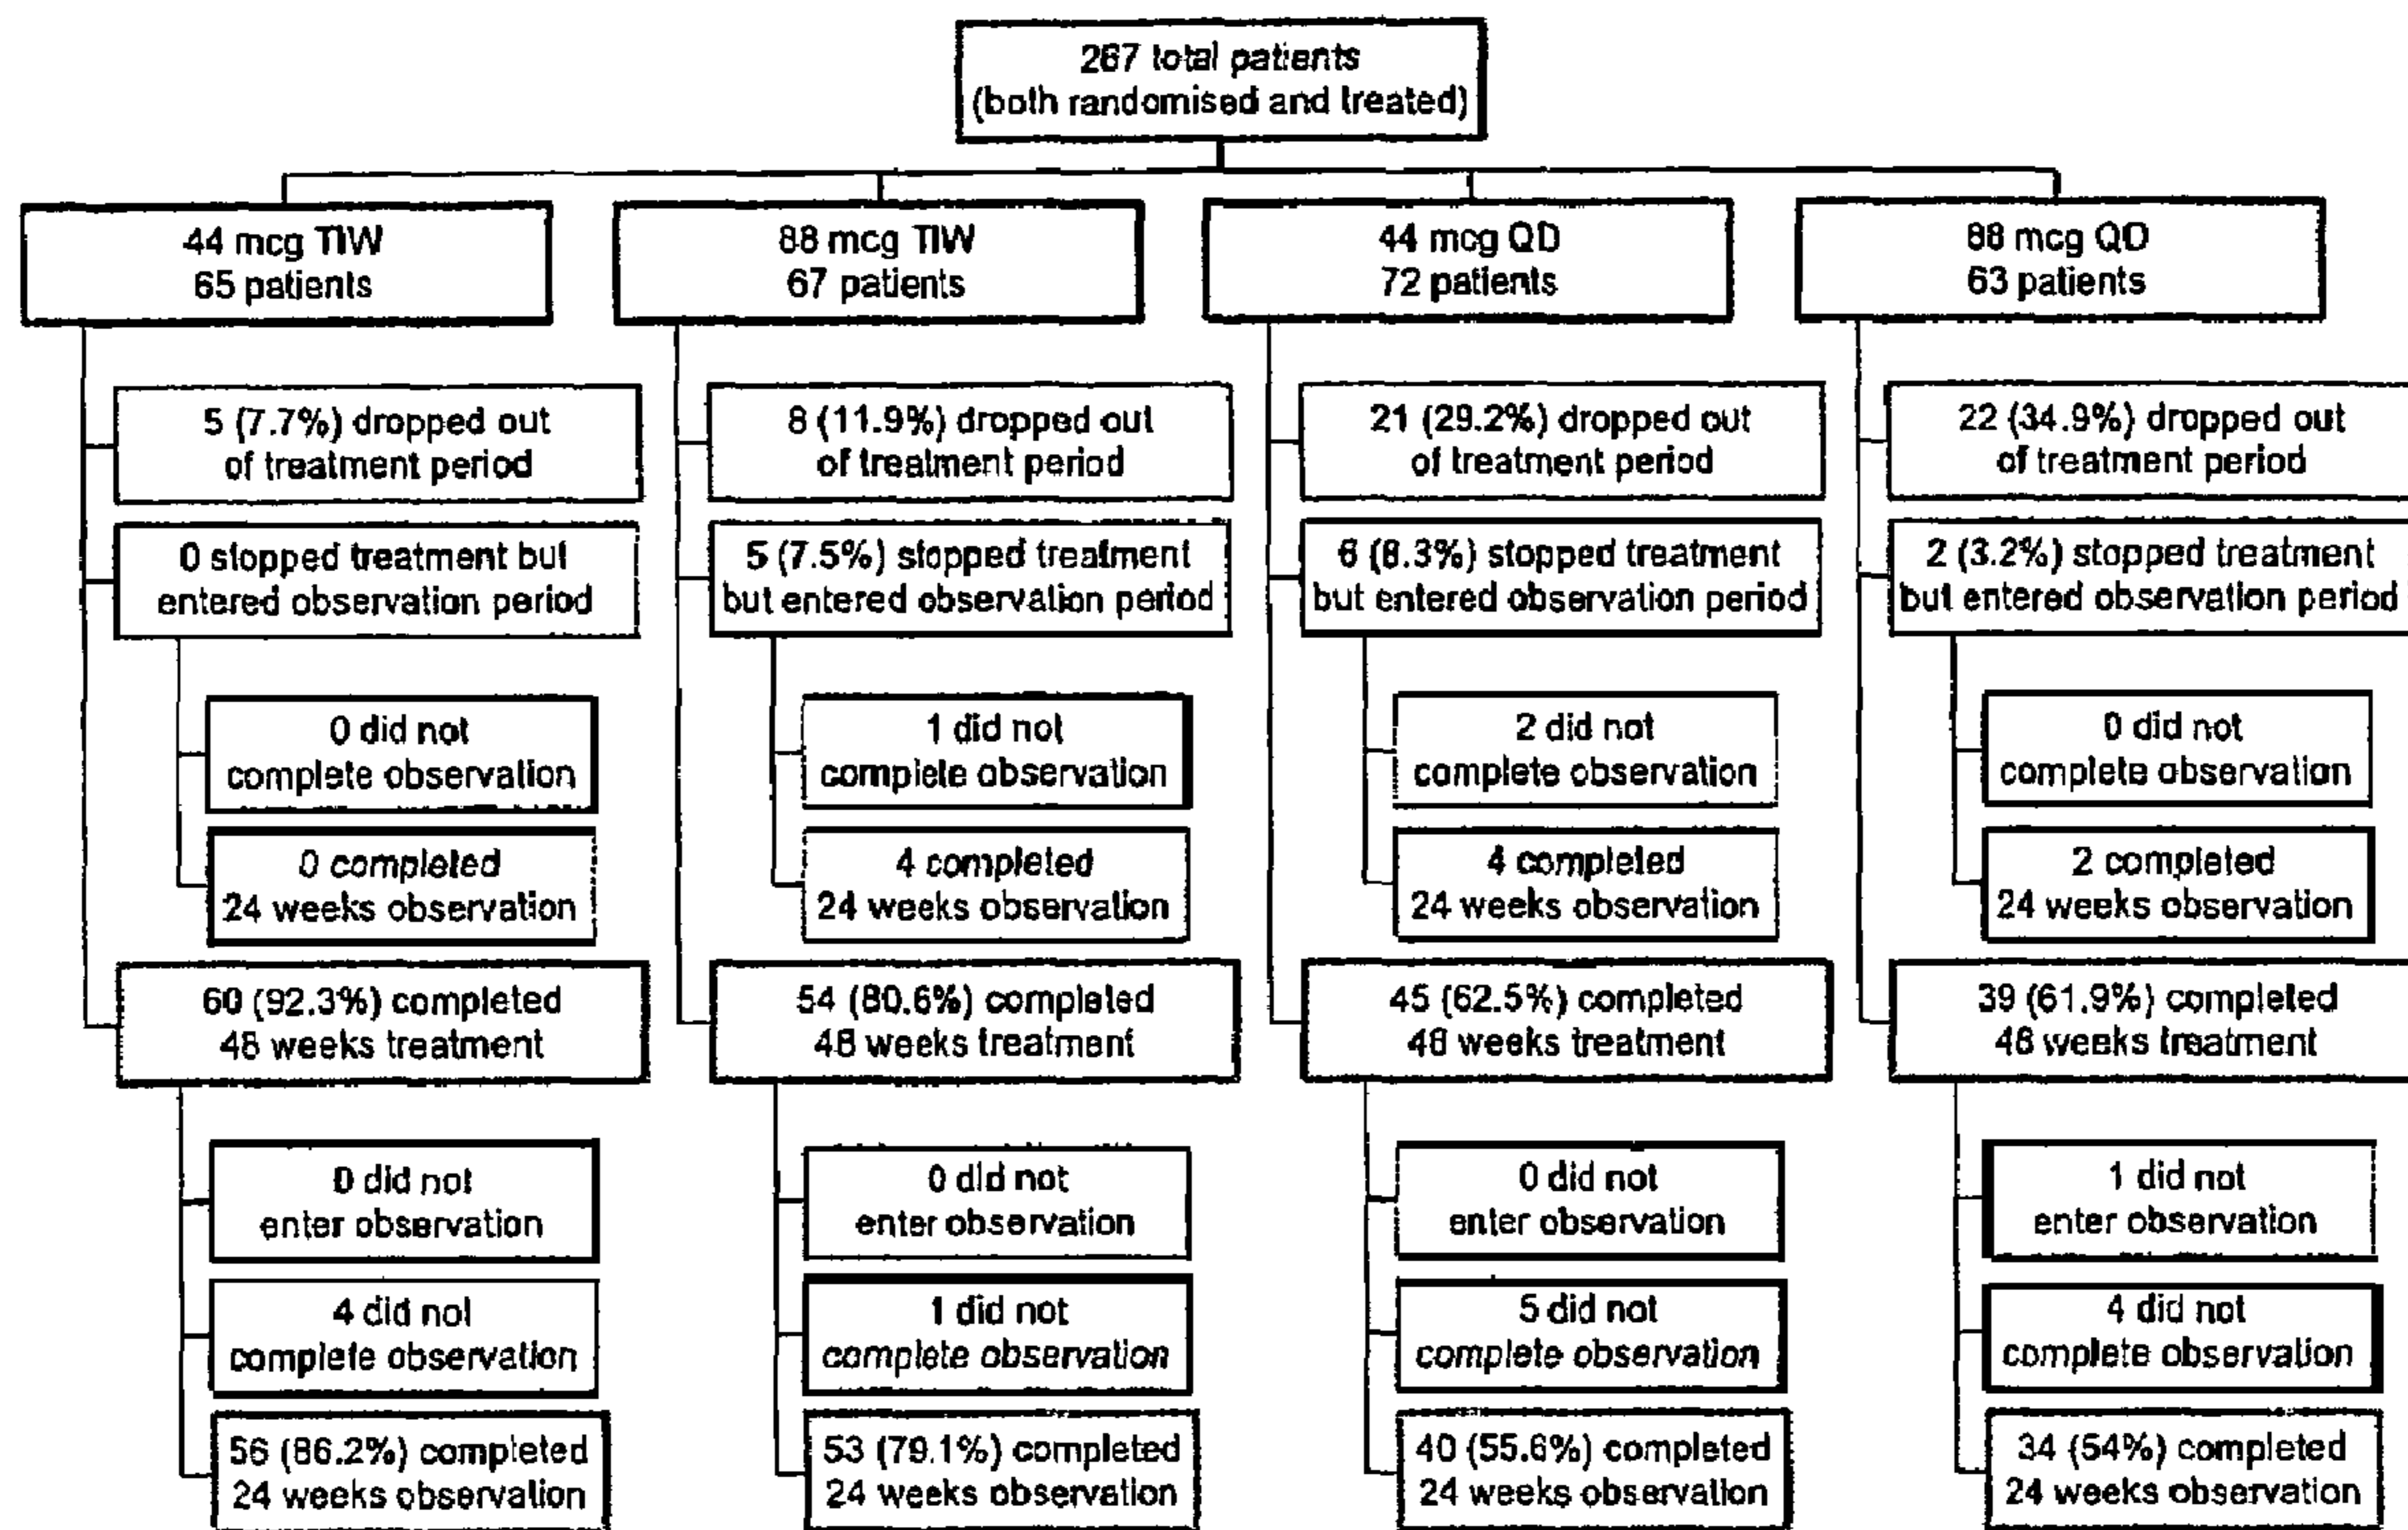 267 total patients
(both randomised and treated)
44 mcg TIW
65 patients
88 mcg TIW
67 patients
44 mcg QD
72 patients
88 mcg QD
63 patients
5 (7.7%) dropped out
of treatment period
8 (11.9%) dropped out
of treatment period
21 (29.2%) dropped out
of treatment period
22 (34.9%) dropped out
of treatment period
0 stopped treatment but
entered observation period
5 (7.5%) stopped treatment
but entered observation period
6 (8.3%) stopped treatment
but entered observation period
2 (3.2%) stopped treatment
but entered observation period
0 did not
complete observation
1 did not
complete observation
2 did not
complete observation
0 did not
complete observation
0 completed
24 weeks observation
4 completed
24 weeks observation
4 completed
24 weeks observation
2 completed
24 weeks observation
60 (92.3%) completed
48 weeks treatment
54 (80.6%) completed
48 weeks treatment
45 (62.5%) completed
48 weeks treatment
39 (61.9%) completed
48 weeks treatment
0 did not
enter observation
0 did not
enter observation
0 did not
enter observation
1 did not
enter observation
4 did not
complete observation
1 did not
complete observation
5 did not
complete observation
4 did not
complete observation
56 (86.2%) completed
24 weeks observation
53 (79.1%) completed
24 weeks observation
40 (55.6%) completed
24 weeks observation
34 (54%) completed
24 weeks observation